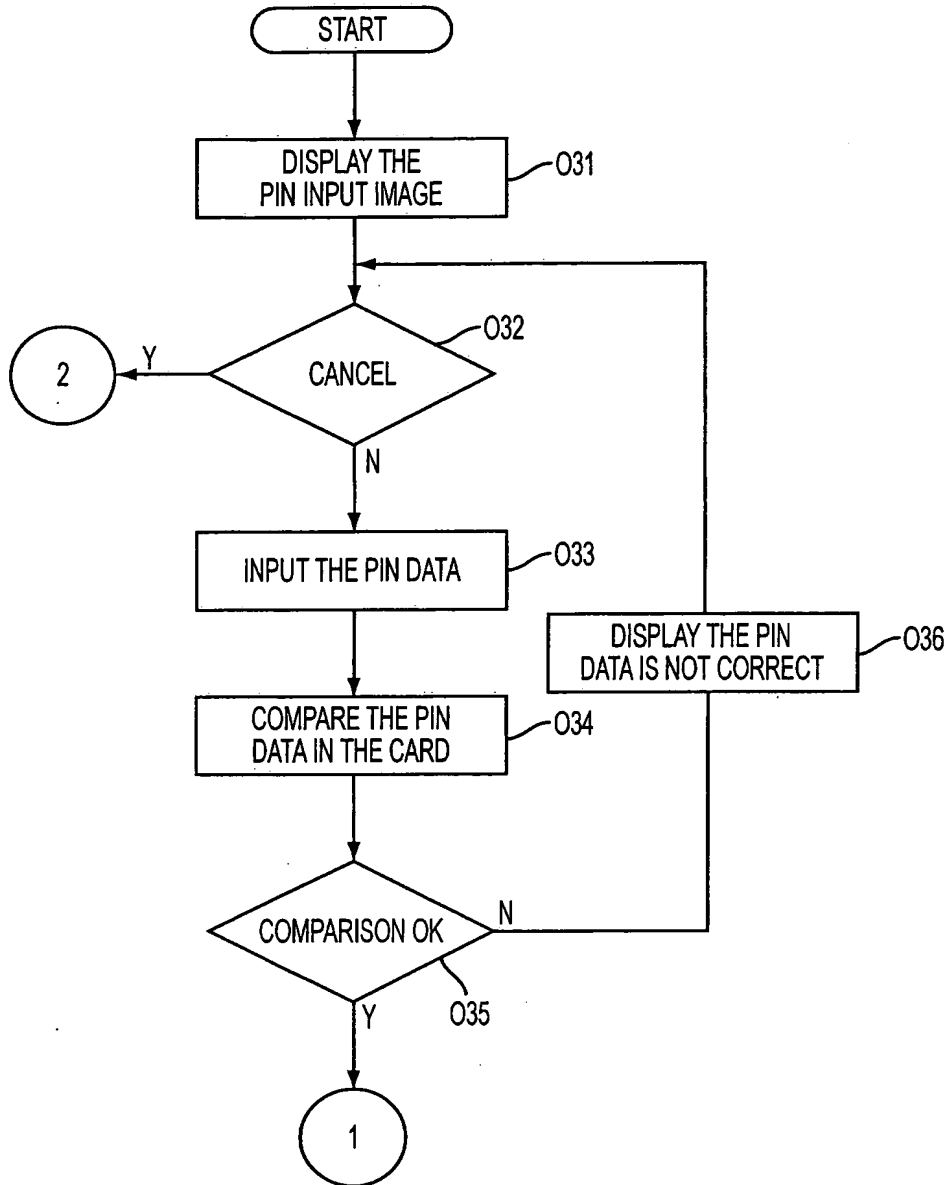 START
DISPLAY THE
PIN INPUT IMAGE
O31
O32
CANCEL
Y
2
N
INPUT THE PIN DATA
O33
DISPLAY THE PIN
DATA IS NOT CORRECT
O36
COMPARE THE PIN
DATA IN THE CARD
O34
COMPARISON OK
N
O35
Y
1